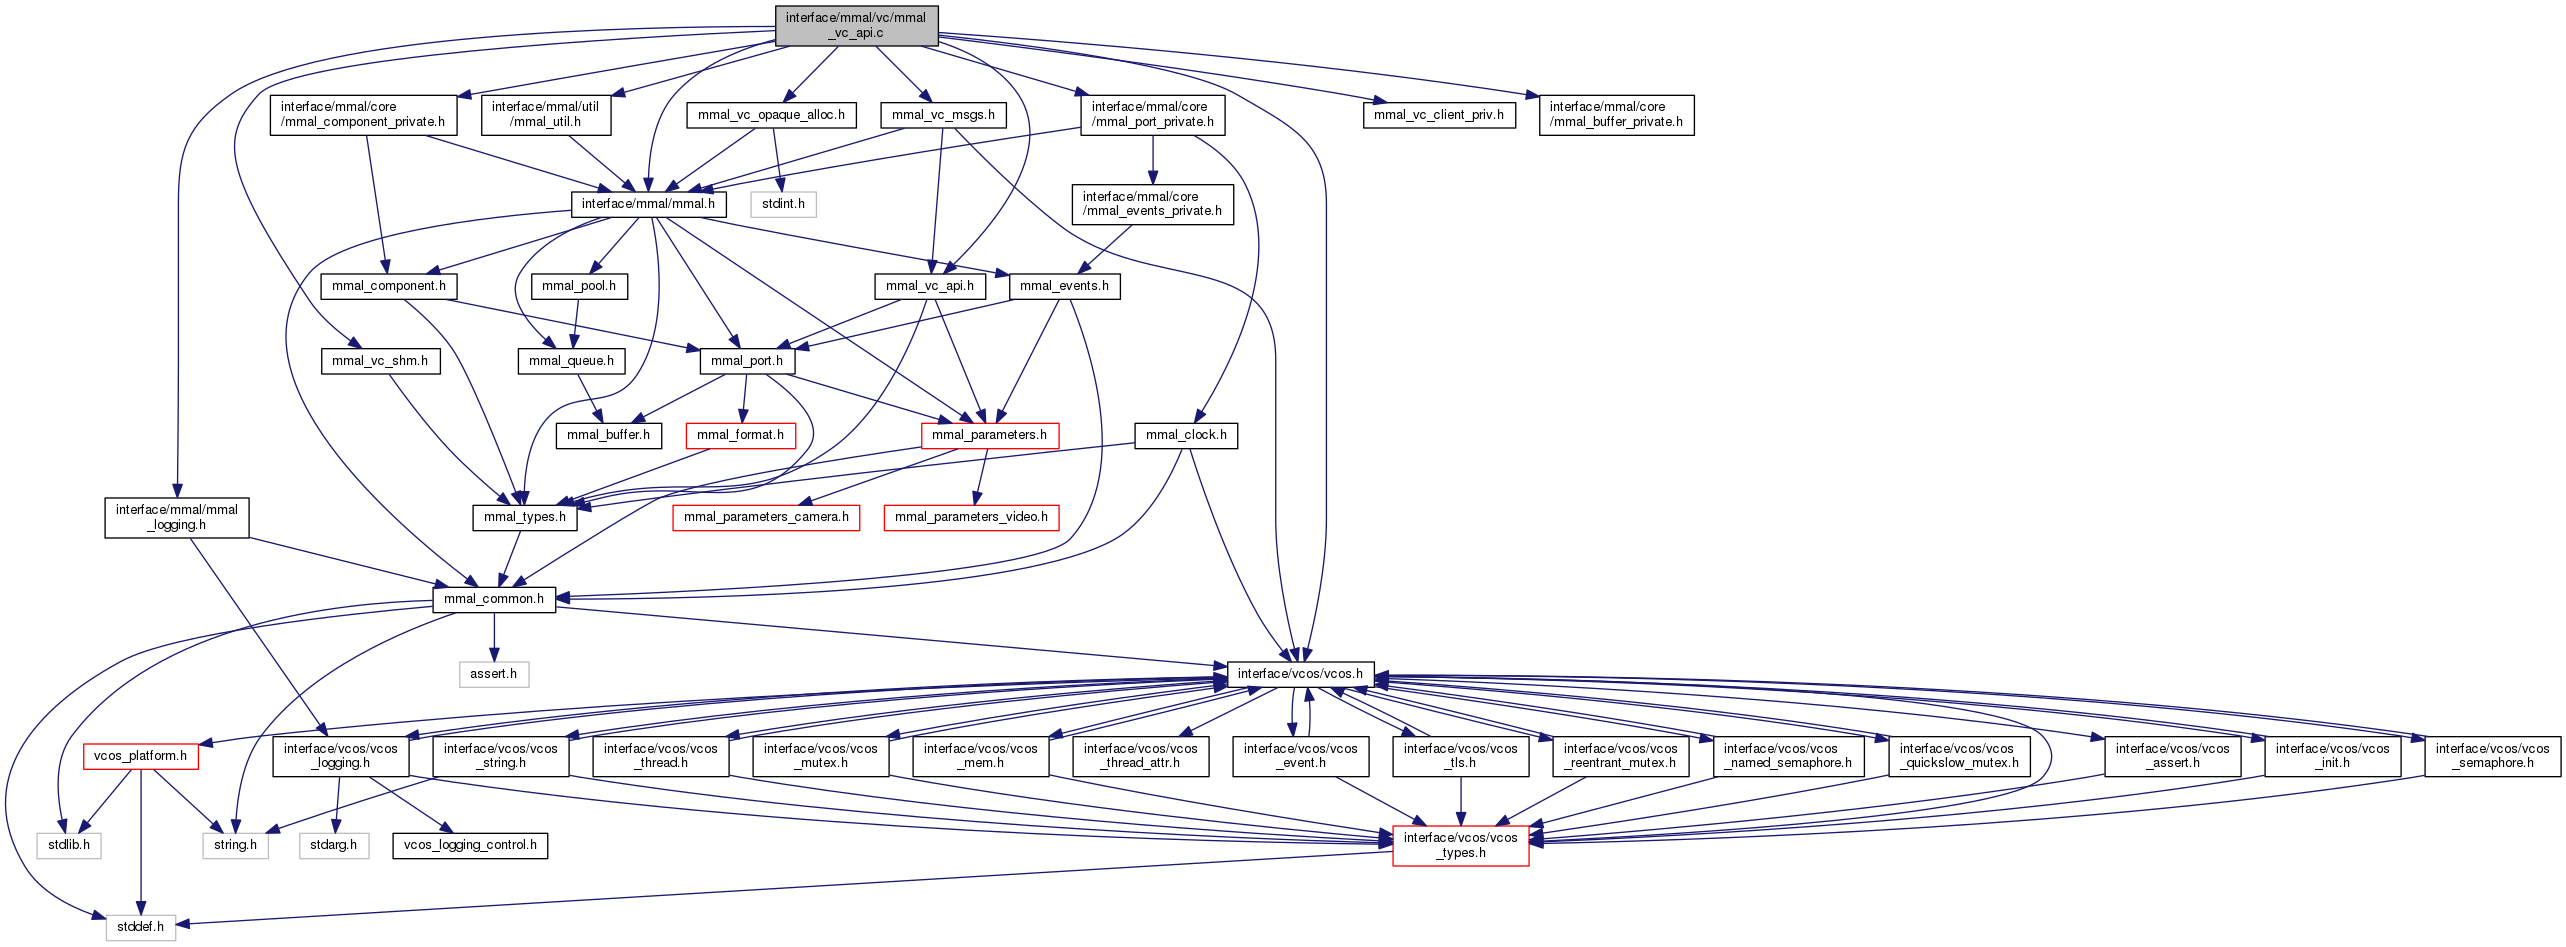 interface/mmal/vc/mmal
_vc_api.c
interface/mmal/core
/mmal_component_private.h
interface/mmal/util
/mmal_util.h
mmal_vc_opaque_alloc.h
mmal_vc_msgs.h
interface/mmal/core
/mmal_port_private.h
mmal_vc_client_priv.h
interface/mmal/core
/mmal_buffer_private.h
interface/mmal/mmal.h
stdint.h
interface/mmal/core
/mmal_events_private.h
mmal_component.h
mmal_pool.h
mmal_vc_api.h
mmal_events.h
mmal_vc_shm.h
mmal_queue.h
mmal_port.h
mmal_buffer.h
mmal_format.h
mmal_parameters.h
mmal_clock.h
interface/mmal/mmal
_logging.h
mmal_types.h
mmal_parameters_camera.h
mmal_parameters_video.h
mmal_common.h
assert.h
interface/vcos/vcos.h
vcos_platform.h
interface/vcos/vcos
_logging.h
interface/vcos/vcos
_string.h
interface/vcos/vcos
_thread.h
interface/vcos/vcos
_mutex.h
interface/vcos/vcos
_mem.h
interface/vcos/vcos
_thread_attr.h
interface/vcos/vcos
_event.h
interface/vcos/vcos
_tls.h
interface/vcos/vcos
_reentrant_mutex.h
interface/vcos/vcos
_named_semaphore.h
interface/vcos/vcos
_quickslow_mutex.h
interface/vcos/vcos
_assert.h
interface/vcos/vcos
_init.h
interface/vcos/vcos
_semaphore.h
stdlib.h
string.h
stdarg.h
vcos_logging_control.h
interface/vcos/vcos
_types.h
stddef.h